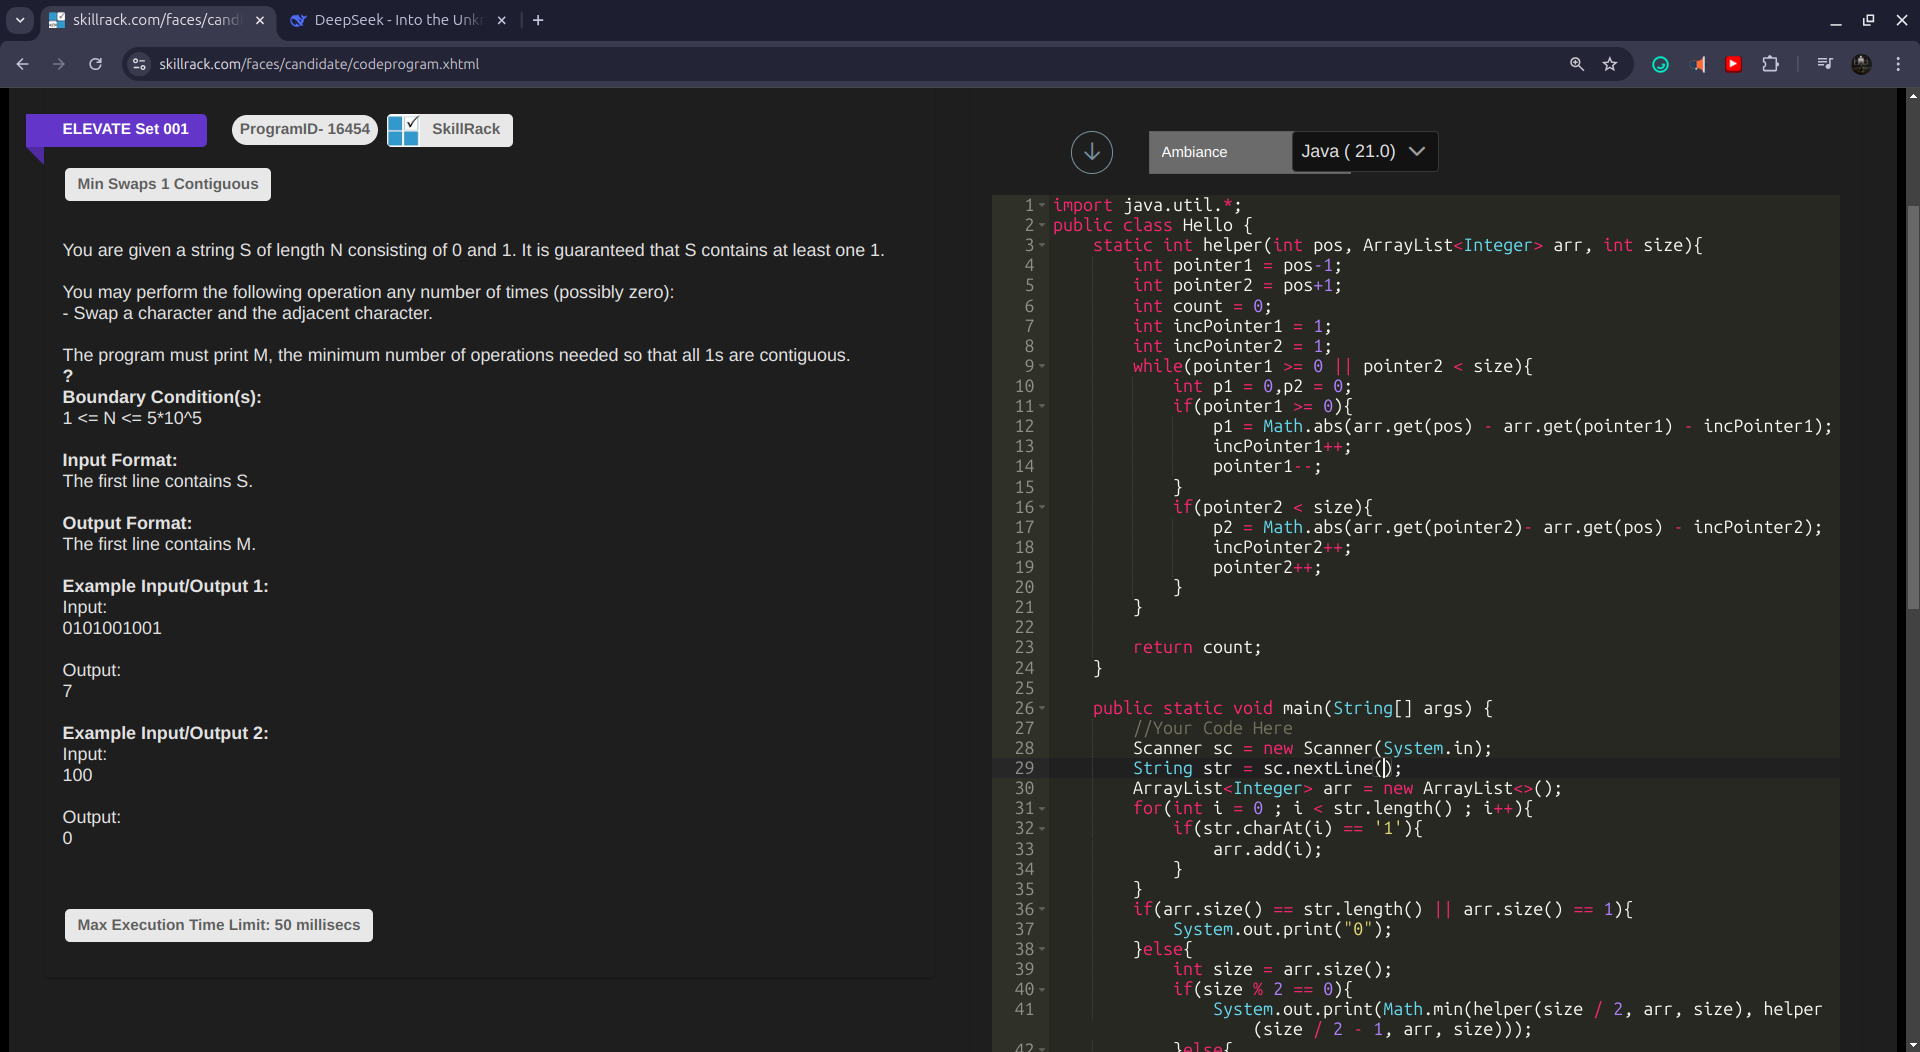 skillrack.com/faces/candi
DeepSeek - Into the Unk
skillrack.com/faces/candidate/codeprogram.xhtml
ELEVATE Set 001
ProgramID- 16454
SkillRack
Min Swaps 1 Contiguous
You are given a string S of length N consisting of 0 and 1. It is guaranteed that S contains at least one 1.
You may perform the following operation any number of times (possibly zero):
- Swap a character and the adjacent character.
The program must print M, the minimum number of operations needed so that all 1s are contiguous.
?
Boundary Condition(s):
1 <= N <= 5*10^5
Input Format:
The first line contains S.
Output Format:
The first line contains M.
Example Input/Output 1:
Input:
0101001001
Output:
7
Example Input/Output 2:
Input:
100
Output:
0
Max Execution Time Limit: 50 millisecs
Ambiance
Java ( 21.0)
1 import java.util.*;
2 public class Hello {
3 static int helper(int pos, ArrayList<Integer> arr, int size){
4 int pointer1 = pos-1;
5 int pointer2 = pos+1;
6 int count = 0;
7 int incPointer1 = 1;
8 int incPointer2 = 1;
9 while(pointer1 >= 0 || pointer2 < size){
10 int p1 = 0,p2 = 0;
11 if(pointer1 >= 0){
12 p1 = Math.abs(arr.get(pos) - arr.get(pointer1) - incPointer1);
13 incPointer1++;
14 pointer1--;
15 }
16 if(pointer2 < size){
17 p2 = Math.abs(arr.get(pointer2)- arr.get(pos) - incPointer2);
18 incPointer2++;
19 pointer2++;
20 }
21 }
22
23 return count;
24 }
25
26 public static void main(String[] args) {
27 //Your Code Here
28 Scanner sc = new Scanner(System.in);
29 String str = sc.nextLine();
30 ArrayList<Integer> arr = new ArrayList<>();
31 for(int i = 0 ; i < str.length() ; i++){
32 if(str.charAt(i) == '1'){
33 arr.add(i);
34 }
35 }
36 if(arr.size() == str.length() || arr.size() == 1){
37 System.out.print("0");
38 }else{
39 int size = arr.size();
40 if(size % 2 == 0){
41 System.out.print(Math.min(helper(size / 2, arr, size), helper
(size / 2 - 1, arr, size)));
42 }else{